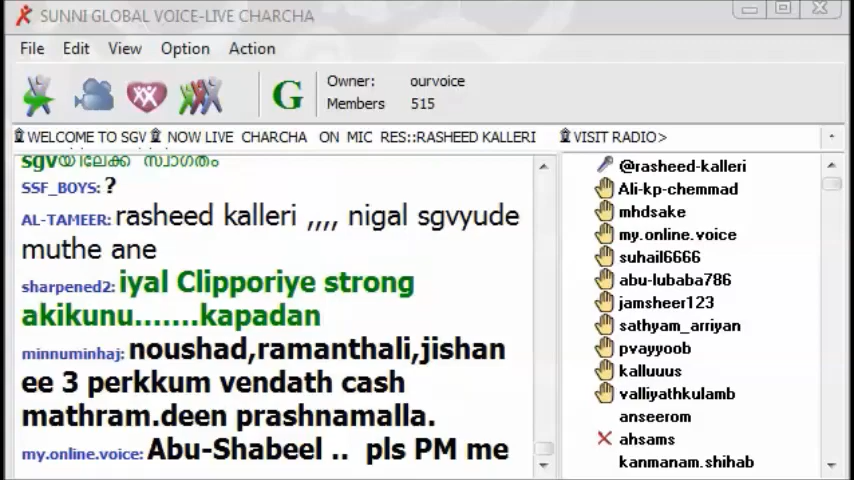 SUNNI GLOBAL VOICE-LIVE CHARCHA
File Edit View Option Action
G
Owner: ourvoice
Members 515
WELCOME TO SGV NOW LIVE CHARCHA ON MIC RES::RASHEED KALLERI VISIT RADIO>
sgvയിലേക്ക സ്വാഗതം
SSF_BOYS: ?
AL-TAMEER: rasheed kalleri ,,,, nigal sgvyude
muthe ane
sharpened2: iyal Clipporiye strong
akikunu.......kapadan
minnuminhaj: noushad,ramanthali,jishan
ee 3 perkkum vendath cash
mathram.deen prashnamalla.
my.online.voice: Abu-Shabeel .. pls PM me
@rasheed-kalleri
Ali-kp-chemmad
mhdsake
my.online.voice
suhail6666
abu-lubaba786
jamsheer123
sathyam_arriyan
pvayyoob
kalluuus
valliyathkulamb
anseerom
ahsams
kanmanam.shihab